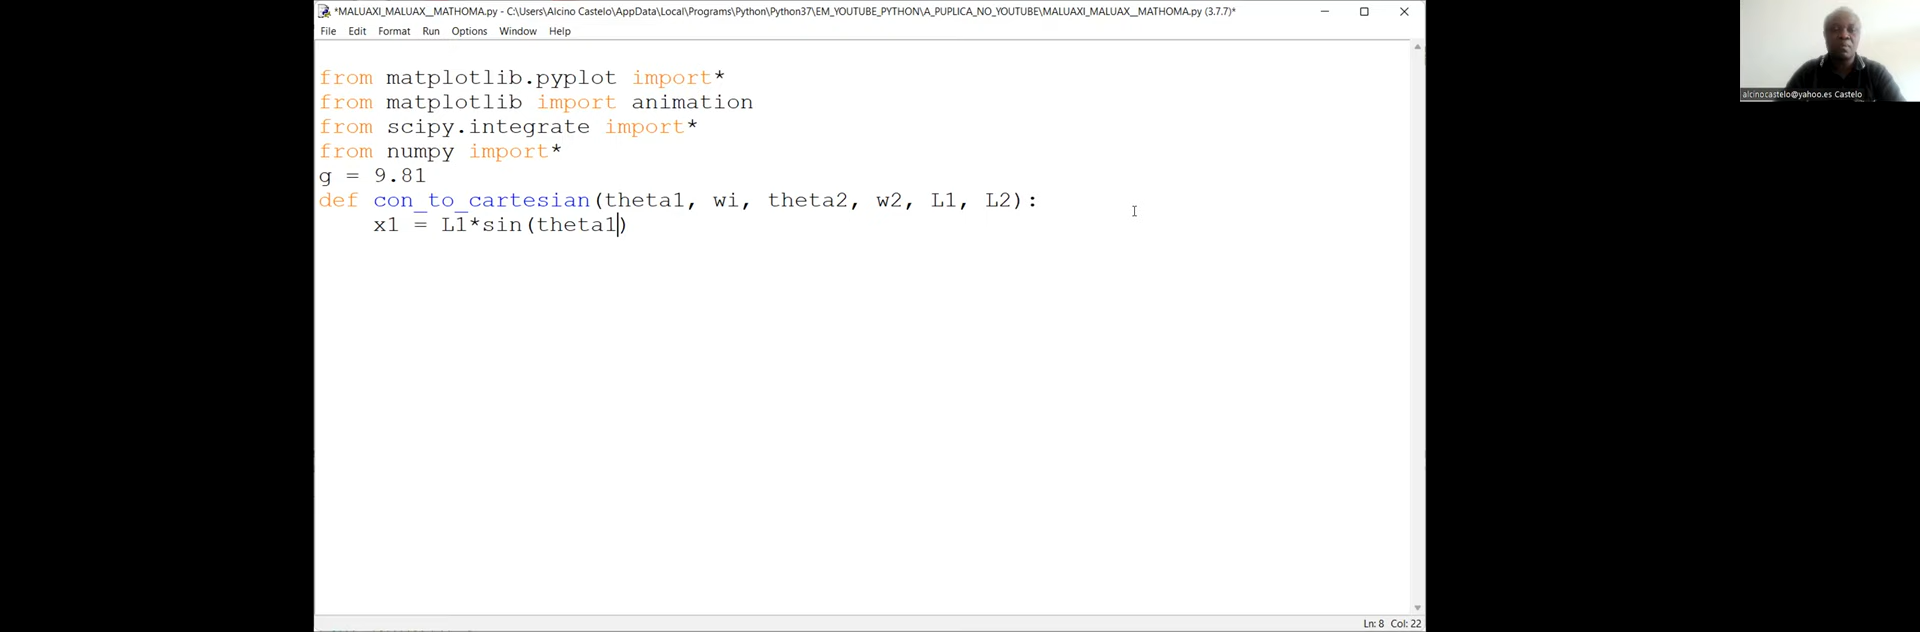 *MALUAXI_MALUAX__MATHOMA.py - C:\Users\Alcino Castelo\AppData\Local\Programs\Python\Python37\EM_YOUTUBE_PYTHON\A_PUPLICA_NO_YOUTUBE\MALUAXI_MALUAX__MATHOMA.py (3.7.7)*
File Edit Format Run Options Window Help
from matplotlib.pyplot import*
from matplotlib import animation
from scipy.integrate import*
from numpy import*
g = 9.81
def con_to_cartesian(theta1, wi, theta2, w2, L1, L2):
x1 = L1*sin(theta1)
Ln: 8 Col: 22
alcinocastelo@yahoo.es Castelo